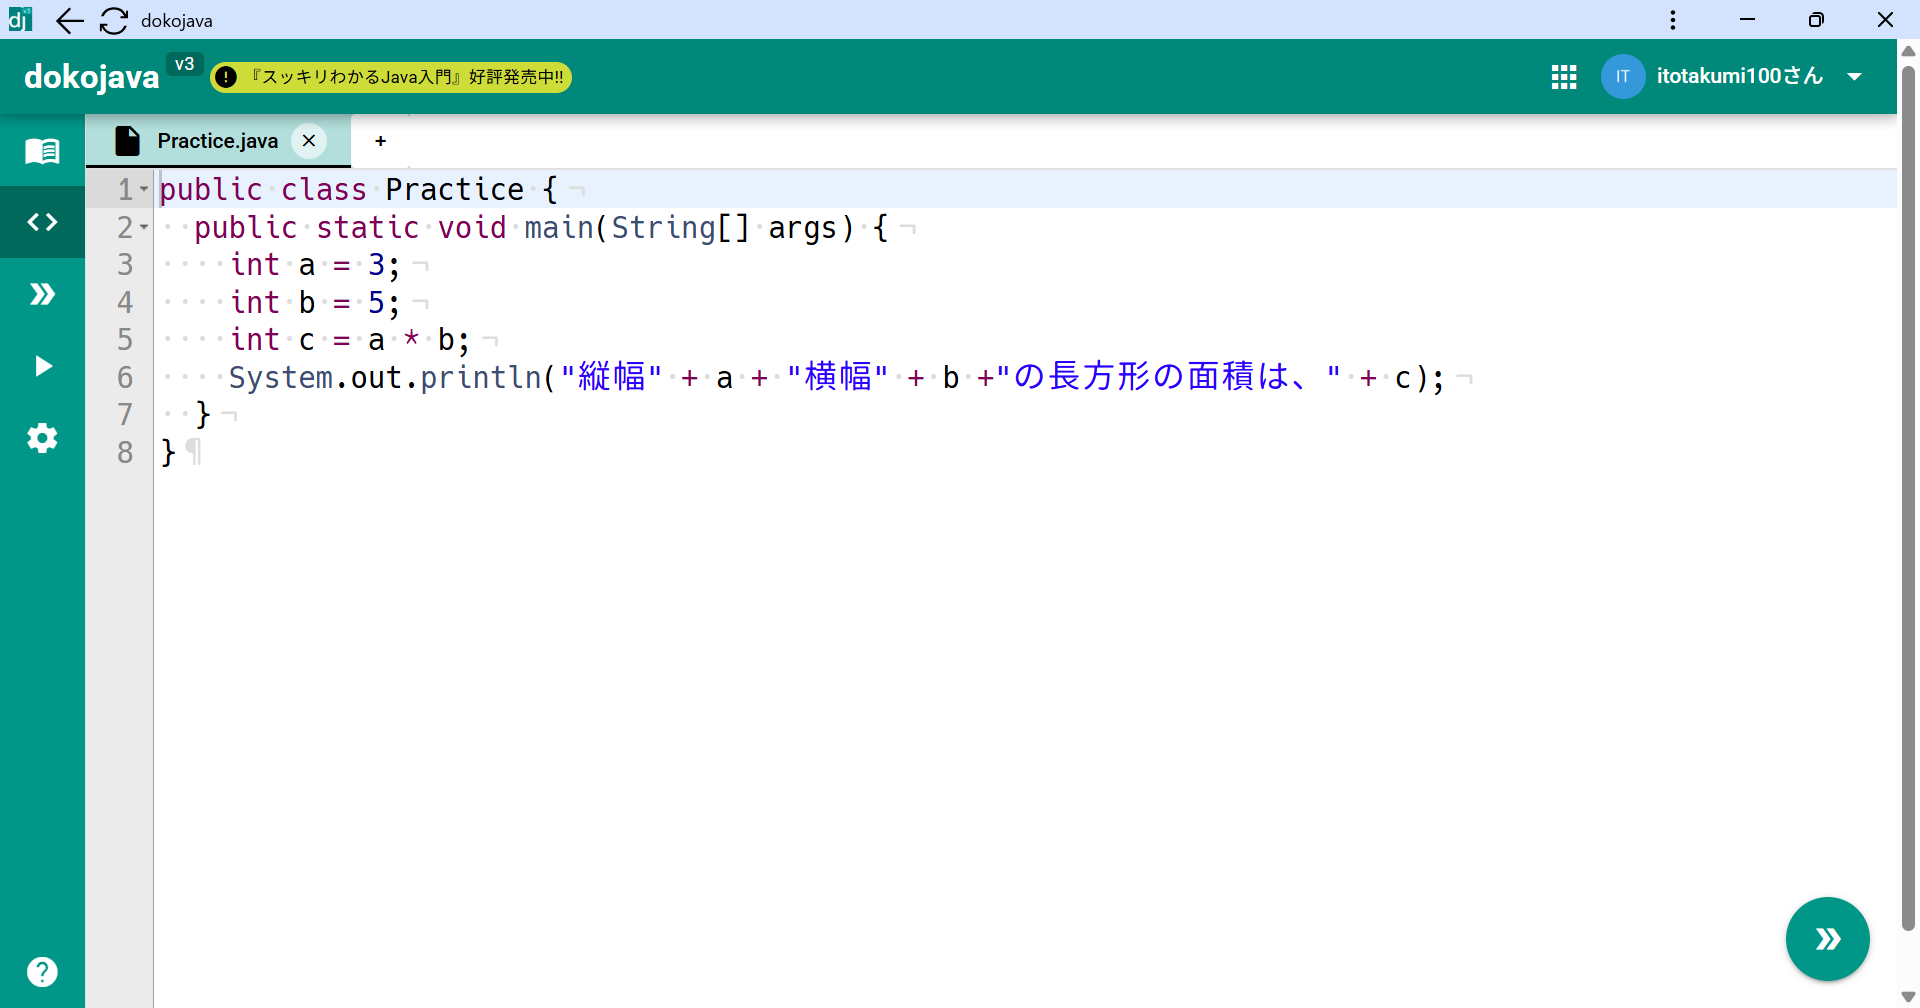 dj v3 dokojava
dokojava v3 『スッキリわかるJava入門』好評発売中!! IT itotakumi100さん
Practice.java +
1 public class Practice {
2   public static void main(String[] args) {
3     int a = 3;
4     int b = 5;
5     int c = a * b;
6     System.out.println("縦幅" + a + "横幅" + b +"の長方形の面積は、" + c);
7   }
8 }